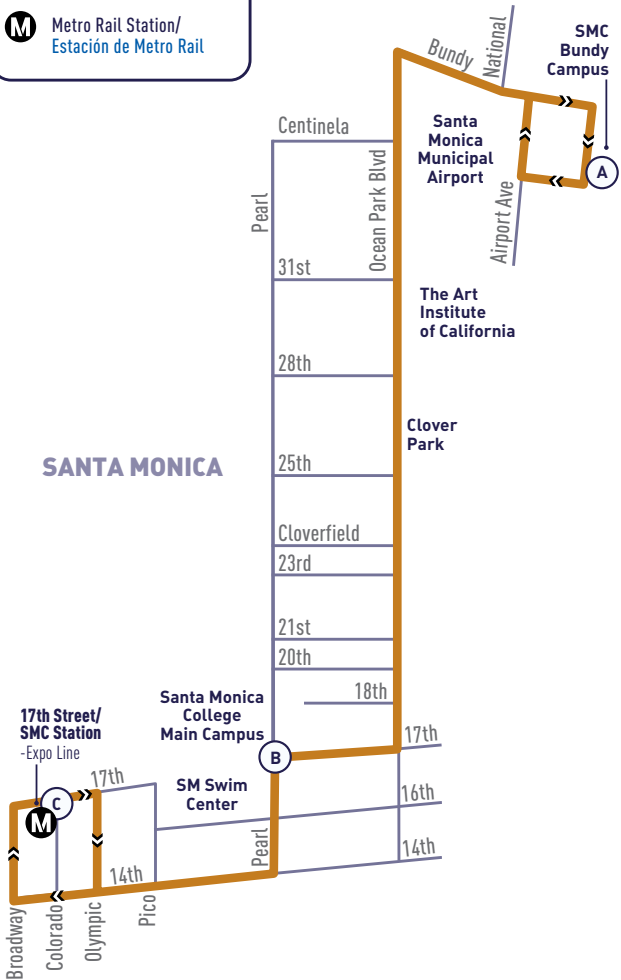 M
Metro Rail Station/
Estación de Metro Rail
National
Bundy
SMC
Bundy
Campus
Centinela
Santa
Monica
Municipal
Airport
A
Pearl
Ocean Park Blvd
Airport Ave
31st
The Art
Institute
of California
28th
Clover
Park
SANTA MONICA
25th
Cloverfield
23rd
21st
20th
18th
Santa Monica
College
Main Campus
17th Street/
SMC Station
-Expo Line
17th
B
17th
SM Swim
Center
C
M
16th
Pearl
14th
14th
Broadway
Colorado
Olympic
Pico